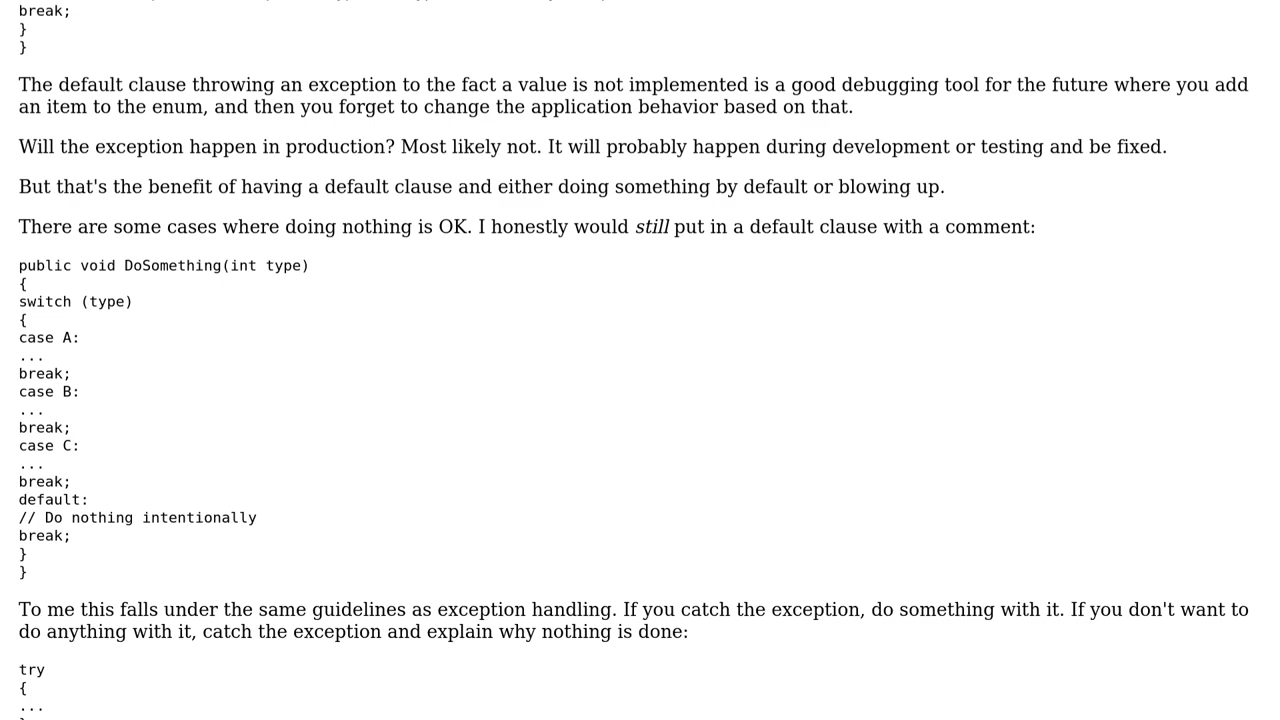 break;
}
}
The default clause throwing an exception to the fact a value is not implemented is a good debugging tool for the future where you add
an item to the enum, and then you forget to change the application behavior based on that.
Will the exception happen in production? Most likely not. It will probably happen during development or testing and be fixed.
But that's the benefit of having a default clause and either doing something by default or blowing up.
There are some cases where doing nothing is OK. I honestly would still put in a default clause with a comment:
public void DoSomething(int type)
{
switch (type)
{
case A:
...
break;
case B:
...
break;
case C:
...
break;
default:
// Do nothing intentionally
break;
}
}
To me this falls under the same guidelines as exception handling. If you catch the exception, do something with it. If you don't want to
do anything with it, catch the exception and explain why nothing is done:
try
{
...